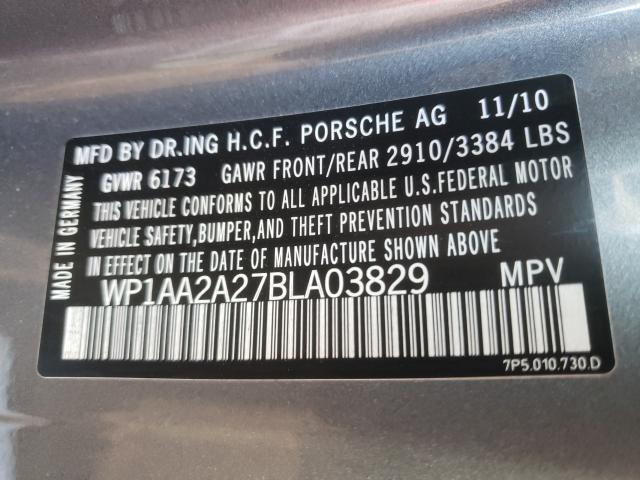 MFD BY DR.ING H.C.F. PORSCHE AG 11/10
GVWR 6173 GAWR FRONT/REAR 2910/3384 LBS
THIS VEHICLE CONFORMS TO ALL APPLICABLE U.S.FEDERAL MOTOR
VEHICLE SAFETY,BUMPER,AND THEFT PREVENTION STANDARDS
IN EFFECT ON THE DATE OF MANUFACTURE SHOWN ABOVE
WP1AA2A27BLA03829 MPV
7P5.010.730.D
MADE IN GERMANY